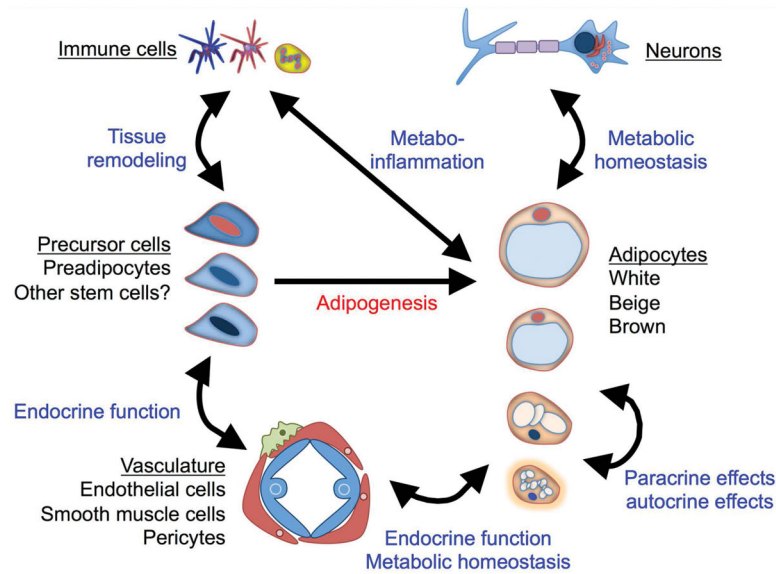 Immune cells
Neurons
Tissue
remodeling
Metabo-
inflammation
Metabolic
homeostasis
Precursor cells
Preadipocytes
Other stem cells?
Adipogenesis
Adipocytes
White
Beige
Brown
Endocrine function
Vasculature
Endothelial cells
Smooth muscle cells
Pericytes
Endocrine function
Metabolic homeostasis
Paracrine effects
autocrine effects